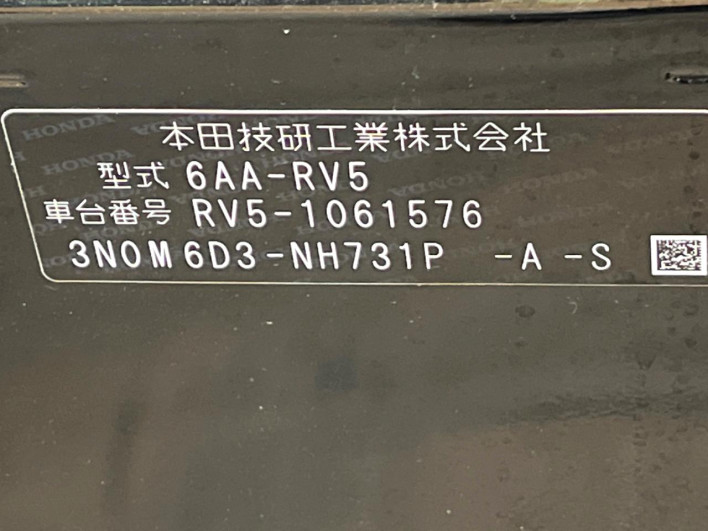 本田技研工業株式会社
型式 6AA-RV5
車台番号 RV5-1061576
3N0M6D3-NH731P -A -S